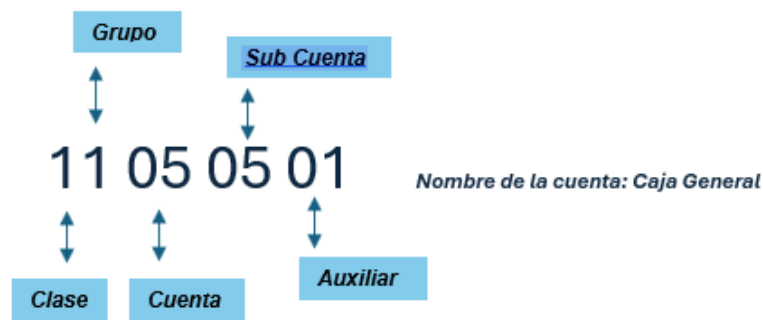 Grupo
Sub Cuenta
11 05 05 01
Nombre de la cuenta: Caja General
Clase
Cuenta
Auxiliar